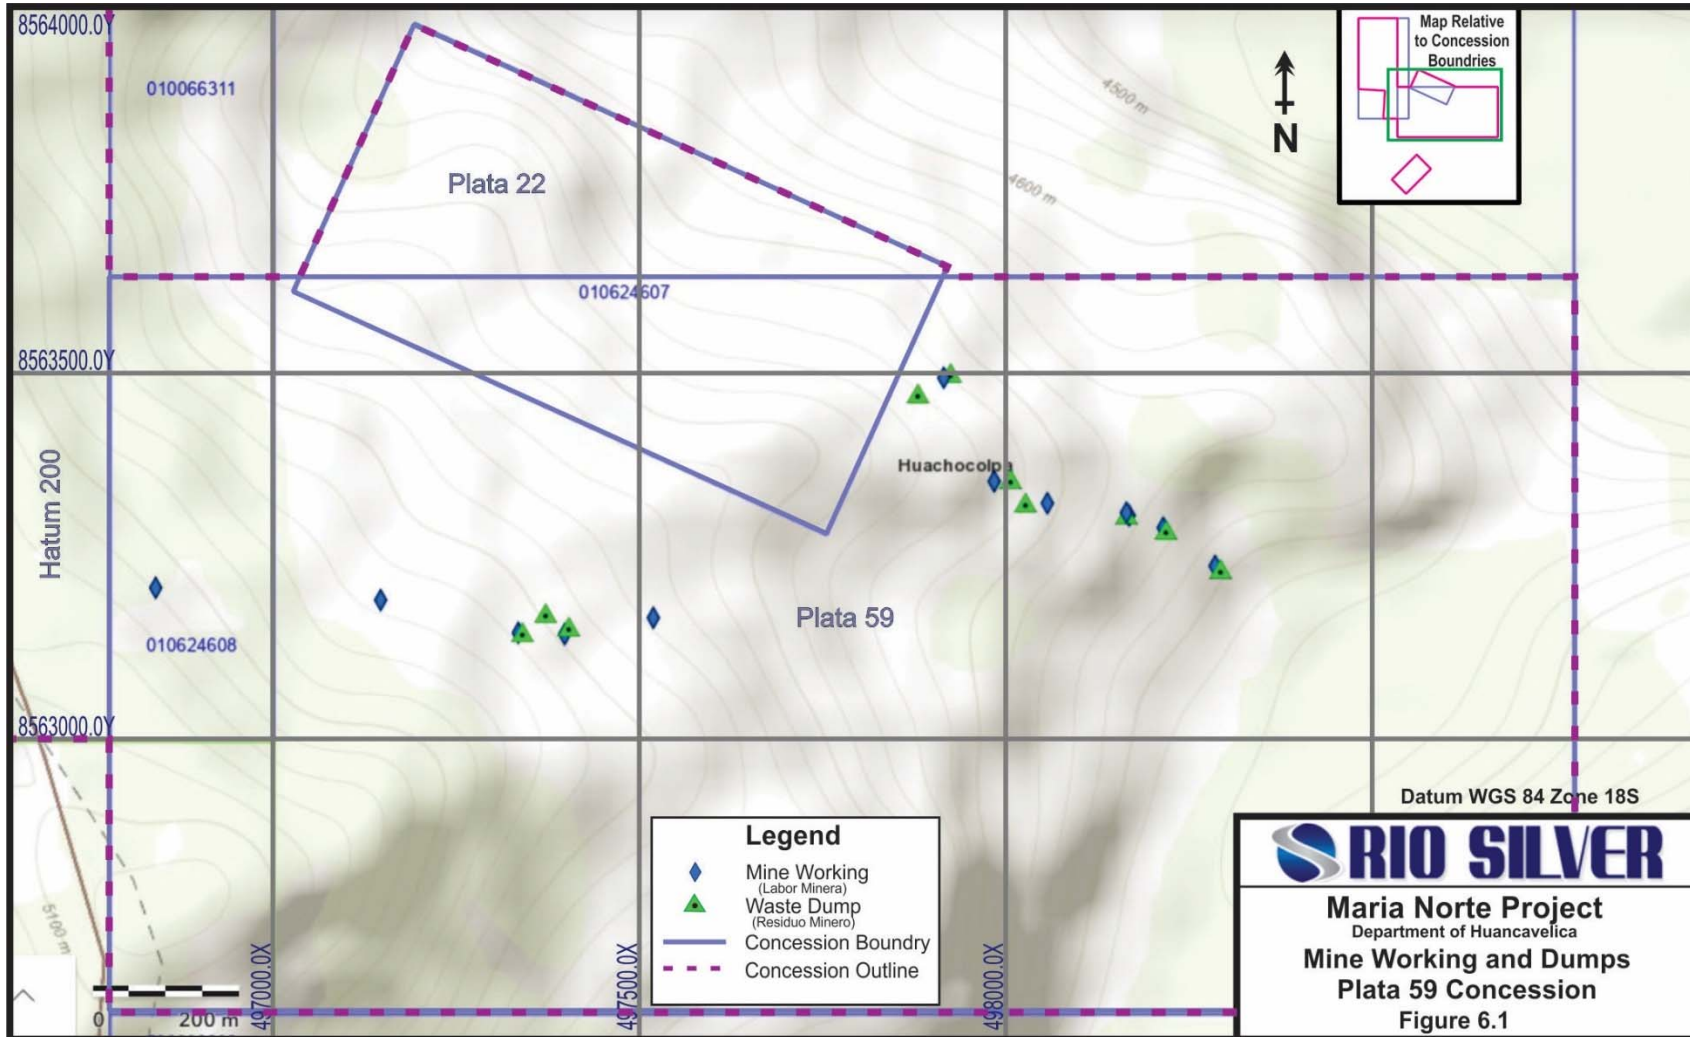 8564000.0Y
010066311
Plata 22
4500 m
4600 m
N
Map Relative
to Concession
Boundries
010624607
8563500.0Y
Hatum 200
Huachocolpa
Plata 59
010624608
8563000.0Y
5100 m
0 200 m
497000.0X
497500.0X
498000.0X
Legend
Mine Working
(Labor Minera)
Waste Dump
(Residuo Minero)
Concession Boundry
Concession Outline
Datum WGS 84 Zone 18S
RIO SILVER
Maria Norte Project
Department of Huancavelica
Mine Working and Dumps
Plata 59 Concession
Figure 6.1